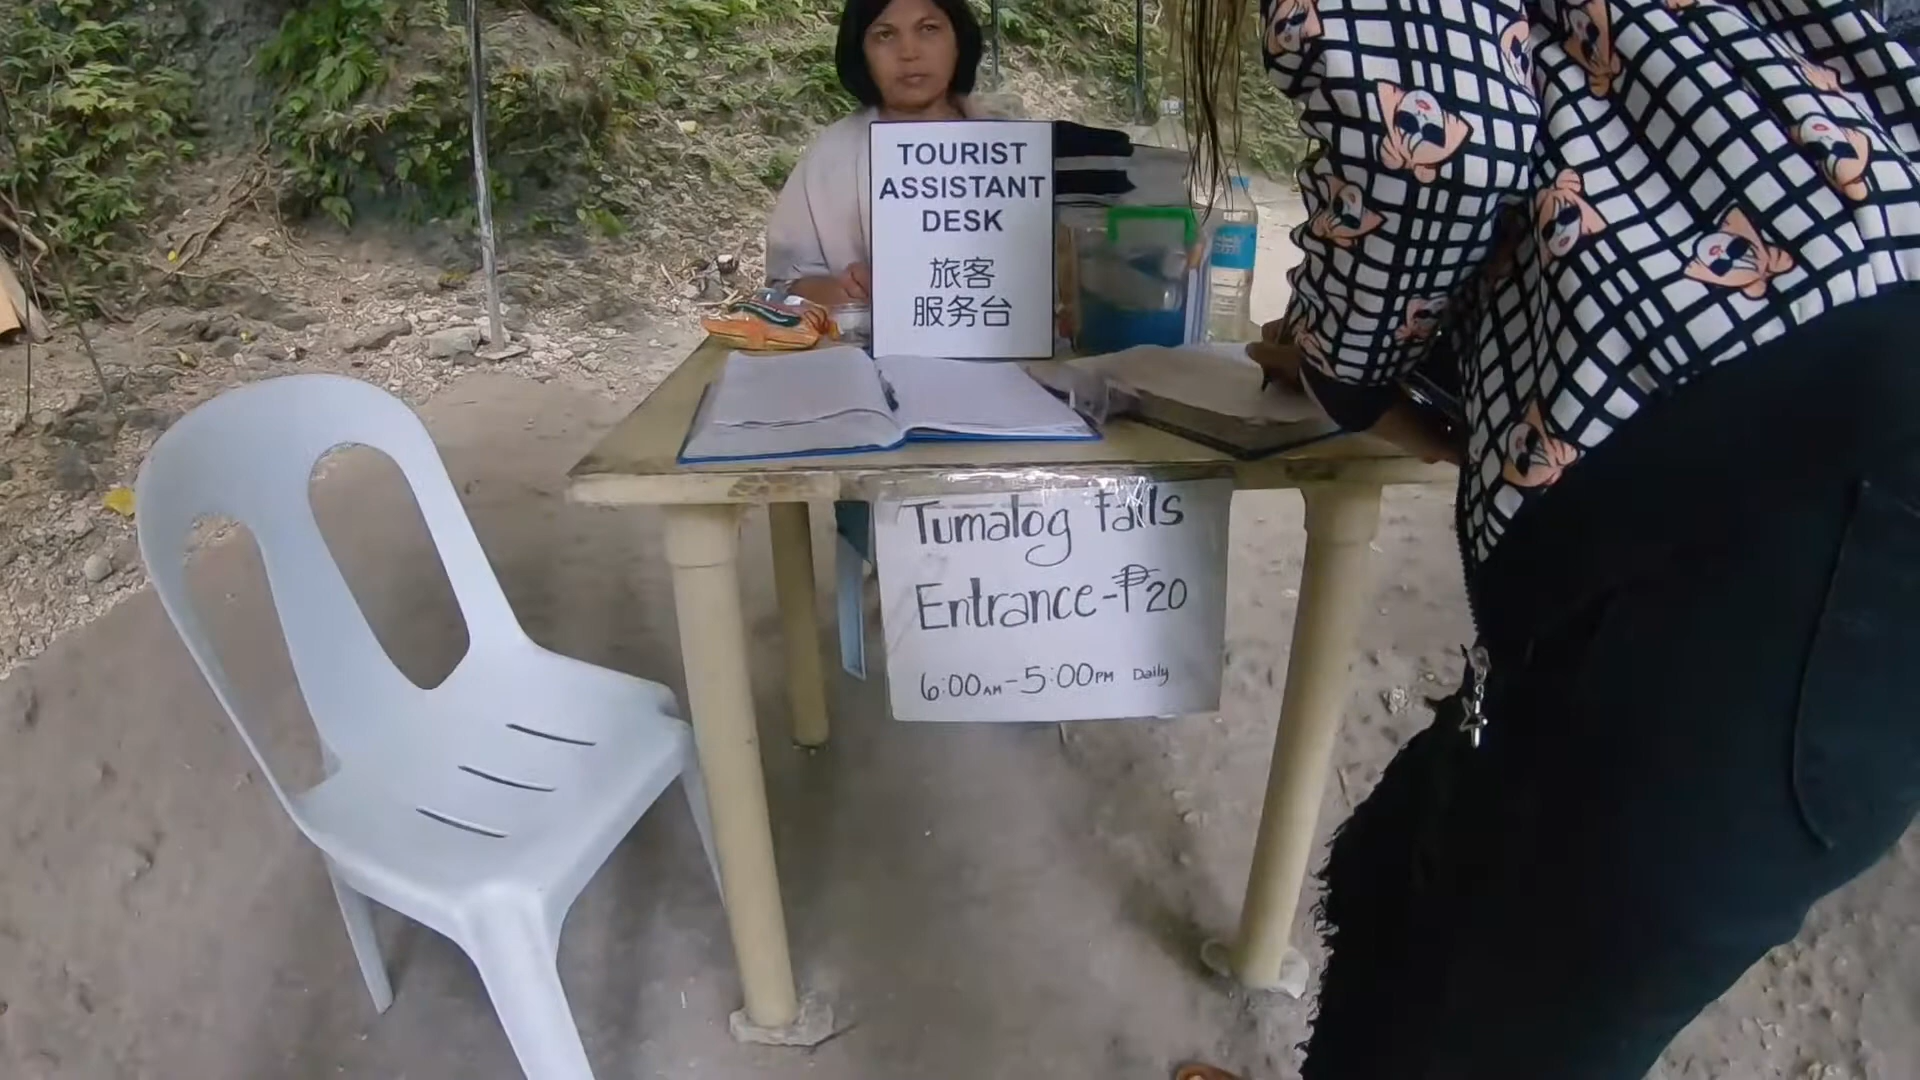 TOURIST
ASSISTANT
DESK
旅客
服务台
Tumalog Falls
Entrance-₱20
6:00AM-5:00PM Daily